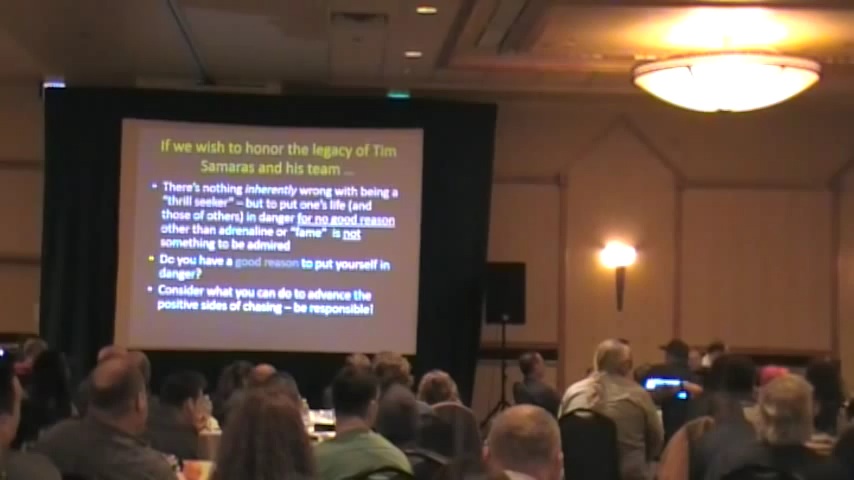 If we wish to honor the legacy of Tim
Samaras and his team ...
• There's nothing inherently wrong with being a
"thrill seeker" – but to put one's life (and
those of others) in danger for no good reason
other than adrenaline or "fame" is not
something to be admired
• Do you have a good reason to put yourself in
danger?
• Consider what you can do to advance the
positive sides of chasing – be responsible!